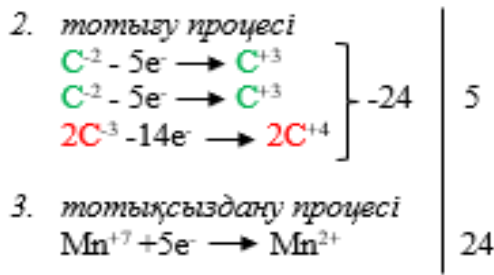 2. тотығу процесі
C⁻² - 5e⁻ → C⁺³
C⁻² - 5e⁻ → C⁺³
2C⁻³ -14e⁻ → 2C⁺⁴
-24 5
3. тотықсыздану процесі
Mn⁺⁷ +5e⁻ → Mn²⁺ 24